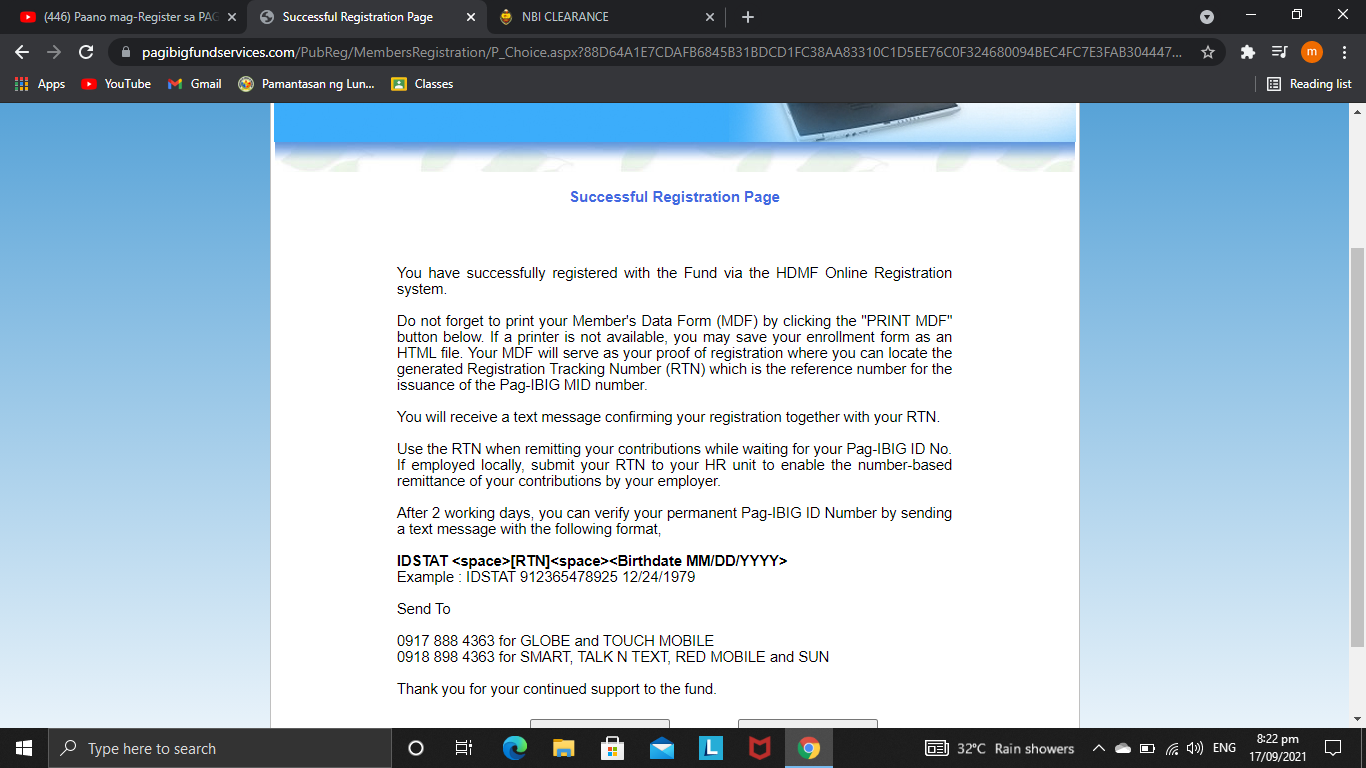 (446) Paano mag-Register sa PAG
Successful Registration Page
NBI CLEARANCE
pagibigfundservices.com/PubReg/MembersRegistration/P_Choice.aspx?88D64A1E7CDAFB6845B31BDCD1FC38AA83310C1D5EE76C0F324680094BEC4FC7E3FAB304447...
m
Apps
YouTube
Gmail
Pamantasan ng Lun...
Classes
Reading list
Successful Registration Page
You have successfully registered with the Fund via the HDMF Online Registration
system.
Do not forget to print your Member's Data Form (MDF) by clicking the "PRINT MDF"
button below. If a printer is not available, you may save your enrollment form as an
HTML file. Your MDF will serve as your proof of registration where you can locate the
generated Registration Tracking Number (RTN) which is the reference number for the
issuance of the Pag-IBIG MID number.
You will receive a text message confirming your registration together with your RTN.
Use the RTN when remitting your contributions while waiting for your Pag-IBIG ID No.
If employed locally, submit your RTN to your HR unit to enable the number-based
remittance of your contributions by your employer.
After 2 working days, you can verify your permanent Pag-IBIG ID Number by sending
a text message with the following format,
IDSTAT <space>[RTN]<space><Birthdate MM/DD/YYYY>
Example : IDSTAT 912365478925 12/24/1979
Send To
0917 888 4363 for GLOBE and TOUCH MOBILE
0918 898 4363 for SMART, TALK N TEXT, RED MOBILE and SUN
Thank you for your continued support to the fund.
Type here to search
L
32°C Rain showers
ENG
8:22 pm
17/09/2021